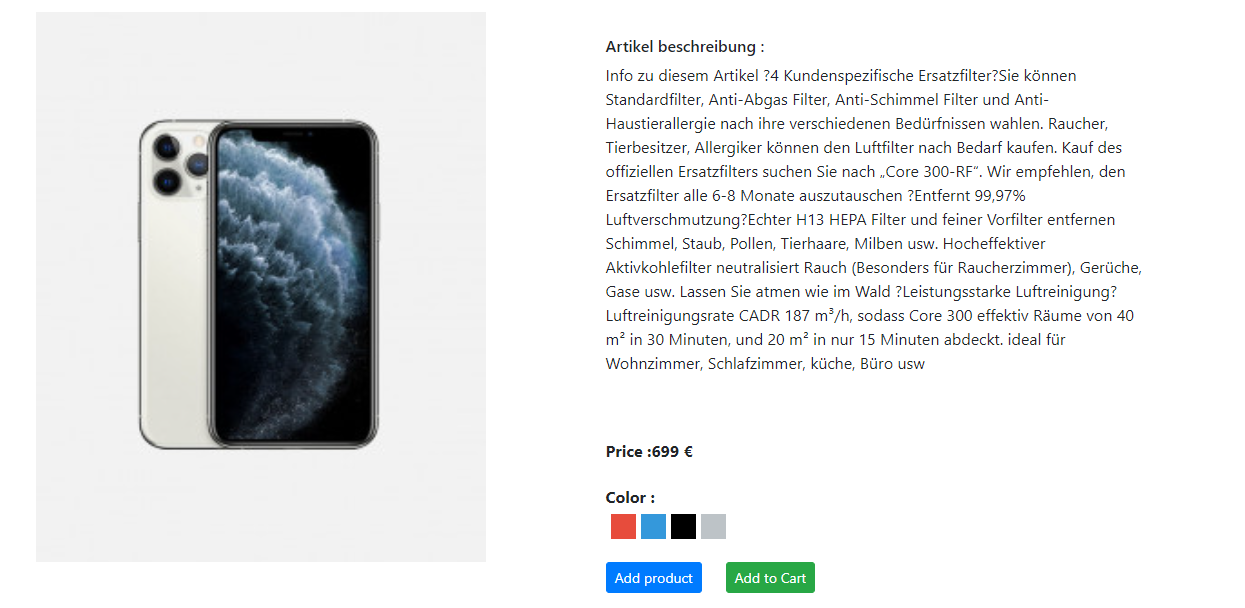 Artikel beschreibung :
Info zu diesem Artikel ?4 Kundenspezifische Ersatzfilter?Sie können
Standardfilter, Anti-Abgas Filter, Anti-Schimmel Filter und Anti-
Haustierallergie nach ihre verschiedenen Bedürfnissen wahlen. Raucher,
Tierbesitzer, Allergiker können den Luftfilter nach Bedarf kaufen. Kauf des
offiziellen Ersatzfilters suchen Sie nach „Core 300-RF“. Wir empfehlen, den
Ersatzfilter alle 6-8 Monate auszutauschen ?Entfernt 99,97%
Luftverschmutzung?Echter H13 HEPA Filter und feiner Vorfilter entfernen
Schimmel, Staub, Pollen, Tierhaare, Milben usw. Hocheffektiver
Aktivkohlefilter neutralisiert Rauch (Besonders für Raucherzimmer), Gerüche,
Gase usw. Lassen Sie atmen wie im Wald ?Leistungsstarke Luftreinigung?
Luftreinigungsrate CADR 187 m³/h, sodass Core 300 effektiv Räume von 40
m² in 30 Minuten, und 20 m² in nur 15 Minuten abdeckt. ideal für
Wohnzimmer, Schlafzimmer, küche, Büro usw
Price :699 €
Color :
Add product
Add to Cart